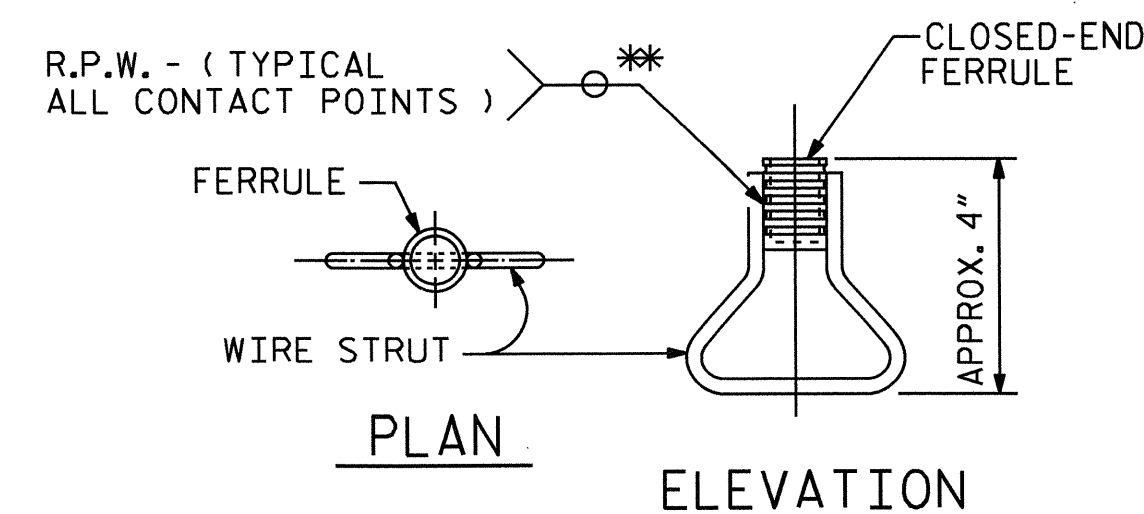 R.P.W. - ( TYPICAL
ALL CONTACT POINTS )
**
CLOSED-END
FERRULE
FERRULE
WIRE STRUT
APPROX. 4"
PLAN
ELEVATION